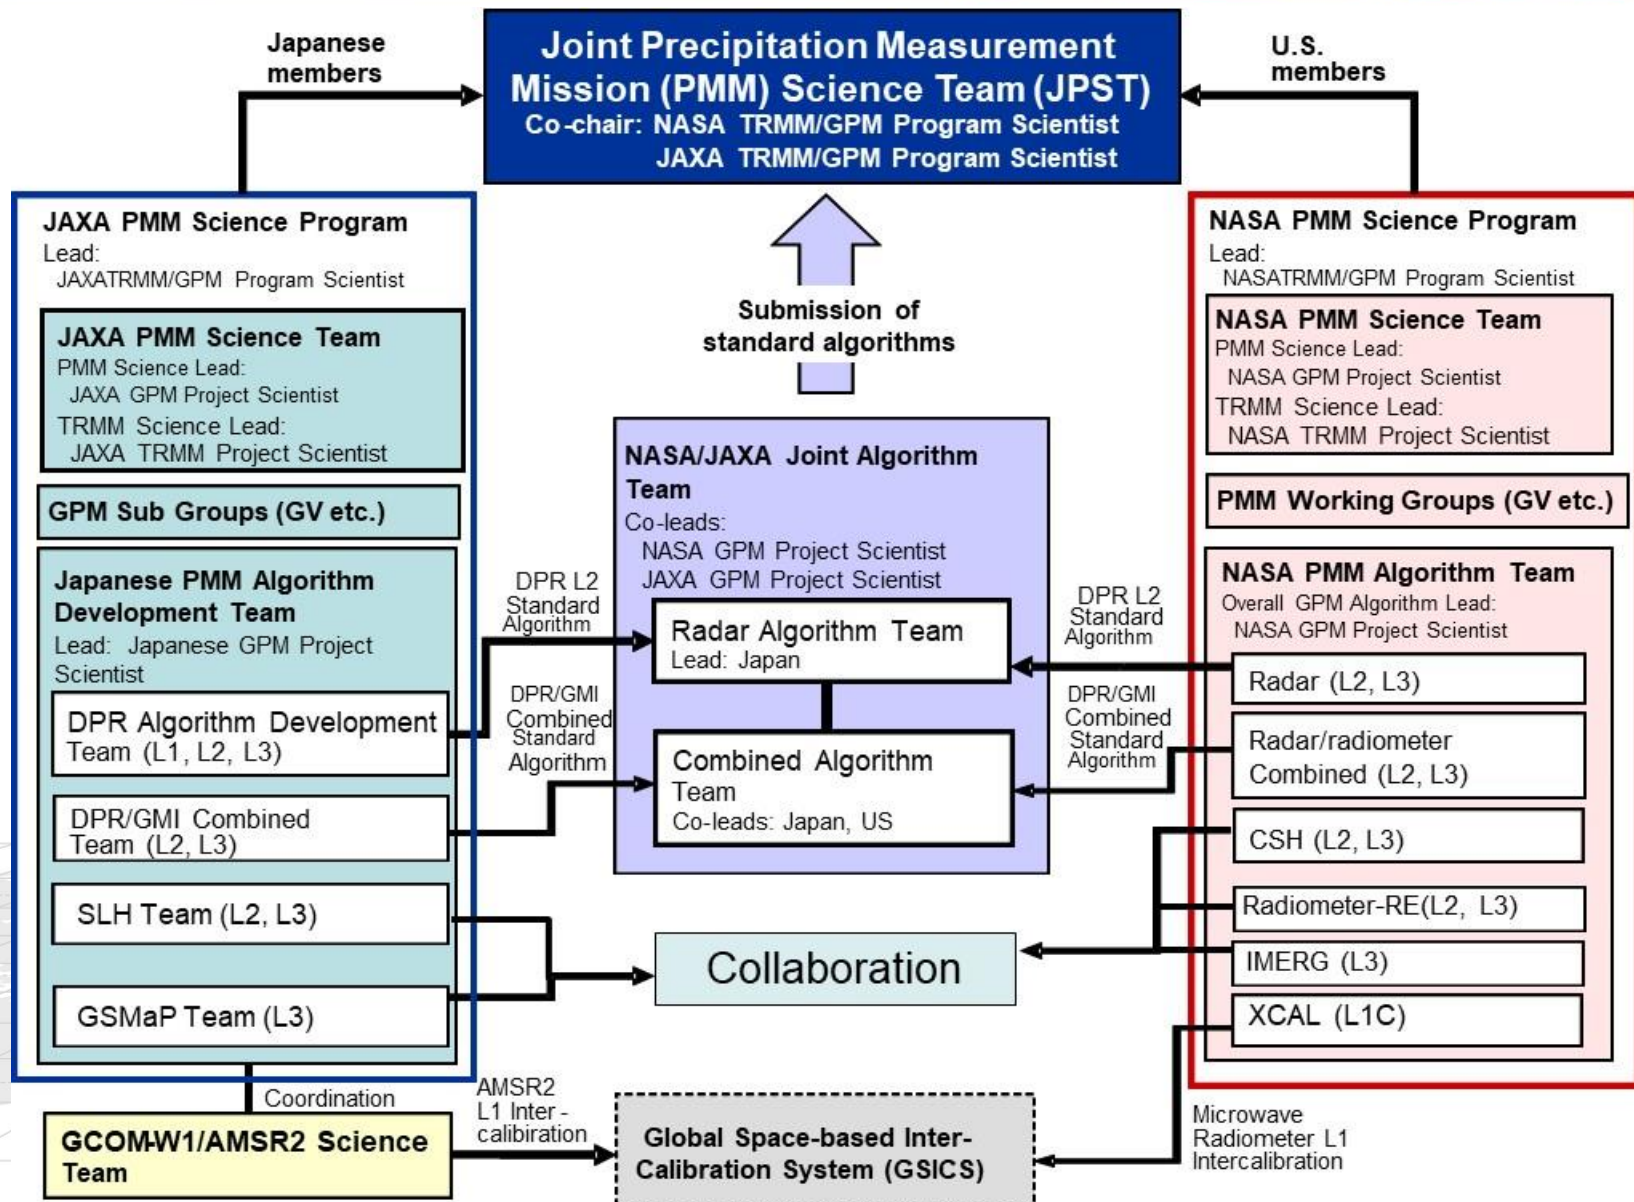 Japanese
members
Joint Precipitation Measurement
Mission (PMM) Science Team (JPST)
Co-chair: NASA TRMM/GPM Program Scientist
JAXA TRMM/GPM Program Scientist
U.S.
members
JAXA PMM Science Program
Lead:
JAXATRMM/GPM Program Scientist
JAXA PMM Science Team
PMM Science Lead:
JAXA GPM Project Scientist
TRMM Science Lead:
JAXA TRMM Project Scientist
GPM Sub Groups (GV etc.)
Japanese PMM Algorithm
Development Team
Lead: Japanese GPM Project
Scientist
DPR Algorithm Development
Team (L1, L2, L3)
DPR/GMI Combined
Team (L2, L3)
SLH Team (L2, L3)
GSMaP Team (L3)
Coordination
GCOM-W1/AMSR2 Science
Team
Submission of
standard algorithms
DPR L2
Standard
Algorithm
DPR/GMI
Combined
Standard
Algorithm
NASA/JAXA Joint Algorithm
Team
Co-leads:
NASA GPM Project Scientist
JAXA GPM Project Scientist
Radar Algorithm Team
Lead: Japan
Combined Algorithm
Team
Co-leads: Japan, US
Collaboration
AMSR2
L1 Inter -
calibiration
Global Space-based Inter-
Calibration System (GSICS)
DPR L2
Standard
Algorithm
DPR/GMI
Combined
Standard
Algorithm
NASA PMM Science Program
Lead:
NASATRMM/GPM Program Scientist
NASA PMM Science Team
PMM Science Lead:
NASA GPM Project Scientist
TRMM Science Lead:
NASA TRMM Project Scientist
PMM Working Groups (GV etc.)
NASA PMM Algorithm Team
Overall GPM Algorithm Lead:
NASA GPM Project Scientist
Radar (L2, L3)
Radar/radiometer
Combined (L2, L3)
CSH (L2, L3)
Radiometer-RE(L2, L3)
IMERG (L3)
XCAL (L1C)
Microwave
Radiometer L1
Intercalibration